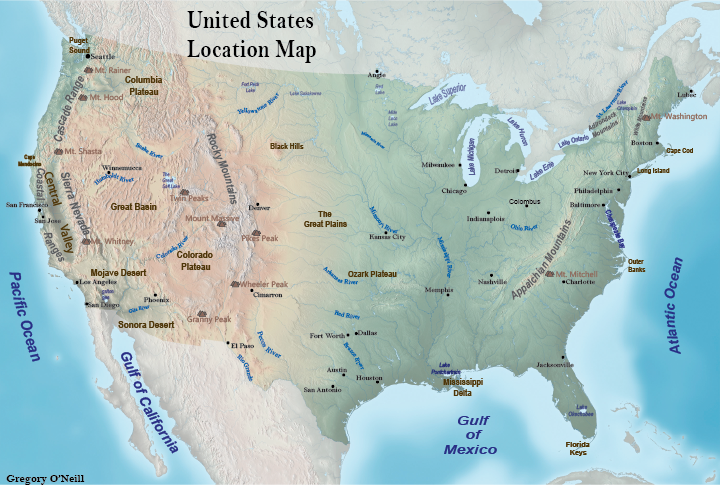 United States
Location Map
Puget
Sound
Seattle
Mt. Rainer
Mt. Hood
Columbia
Plateau
Cascade Range
Angle
Fort Peck
Lake
Lake Sakakawea
Red
Lake
Mille
Lacs
Lake
Yellowstone River
Lake Superior
Lake Huron
Lake Michigan
Lake Ontario
Lake Erie
St. Lawrence River
Lake
Champlain
Adirondack
Mountains
White Mountains
Mt. Washington
Lubec
Boston
Cape Cod
Long Island
New York City
Philadelphia
Baltimore
Chesapeake Bay
Outer
Banks
Milwaukee
Detroit
Chicago
Colombus
Indianaplois
Ohio River
Black Hills
Rocky Mountains
Snake River
Mt. Shasta
Cape
Mendocino
Winnemucca
Humboldt River
The
Great
Salt Lake
Twin Peaks
Great Basin
Mount Massive
Denver
Pikes Peak
The
Great Plains
Missouri River
Kansas City
Mississippi River
Coastal
Ranges
Central
Valley
Sierra Nevada
San Francisco
San Jose
Mt. Whitney
Colorado River
Colorado
Plateau
Mojave Desert
Los Angeles
Salton
Sea
San Diego
Phoenix
Gila River
Sonora Desert
Granny Peak
Wheeler Peak
Cimarron
Arkansas River
Ozark Plateau
Memphis
Nashville
Appalachian Mountains
Mt. Mitchell
Charlotte
Red River
Fort Worth
Dallas
El Paso
Pecos River
Rio Grande
Brazos River
Austin
San Antonio
Houston
Lake
Pontchartrain
Mississippi
Delta
Jacksonville
Lake
Okechobee
Florida
Keys
Pacific Ocean
Gulf of California
Gulf
of
Mexico
Atlantic Ocean
Gregory O'Neill